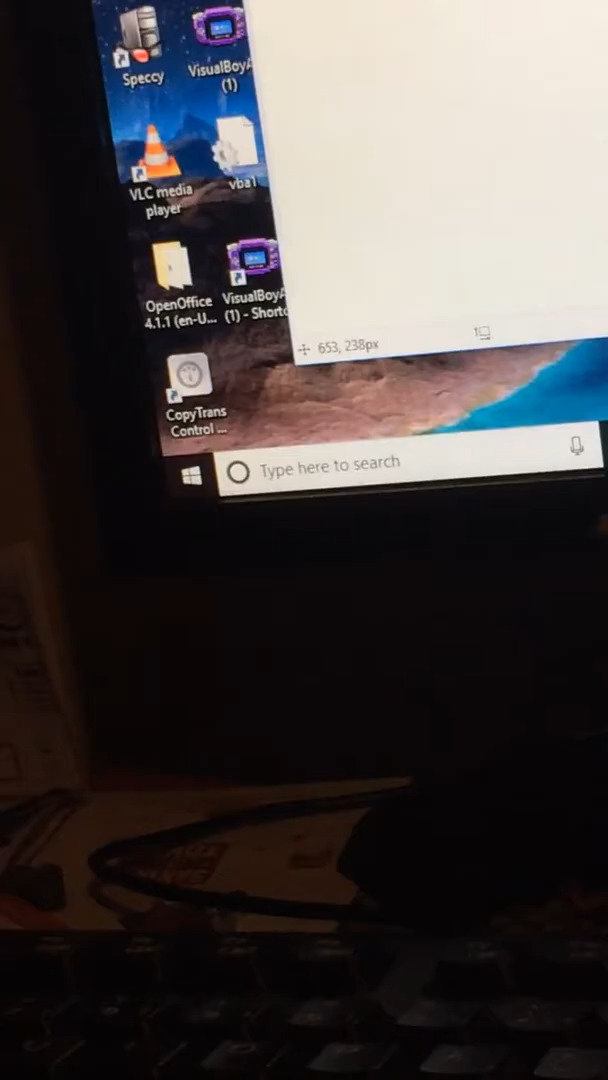 Speccy
VisualBoyA
(1)
VLC media
player
vba1
OpenOffice
4.1.1 (en-U...
VisualBoyA
(1) - Shortc
CopyTrans
Control ...
653, 238px
Type here to search